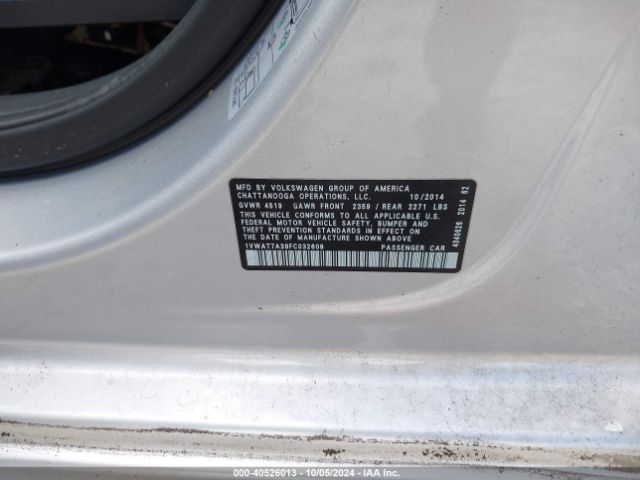 MFD BY VOLKSWAGEN GROUP OF AMERICA
CHATTANOOGA OPERATIONS, LLC. 10/2014
GVWR 4519 GAWR FRONT 2359 / REAR 2271 LBS
THIS VEHICLE CONFORMS TO ALL APPLICABLE U.S.
FEDERAL MOTOR VEHICLE SAFETY, BUMPER AND
THEFT PREVENTION STANDARDS IN EFFECT ON
THE DATE OF MANUFACTURE SHOWN ABOVE.
1VWAT7A39FC032608 PASSENGER CAR
4040628 2014 62
000-40526013 - 10/05/2024 - IAA Inc.